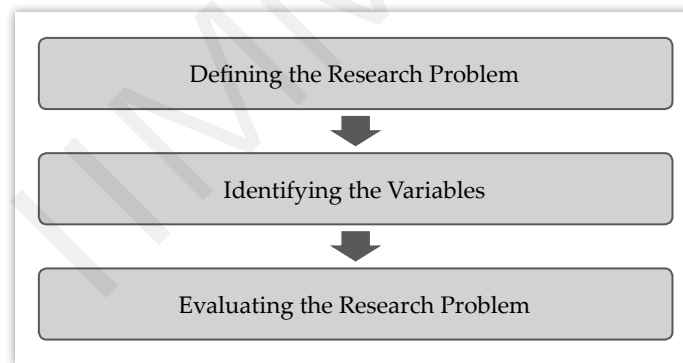 Defining the Research Problem
Identifying the Variables
Evaluating the Research Problem